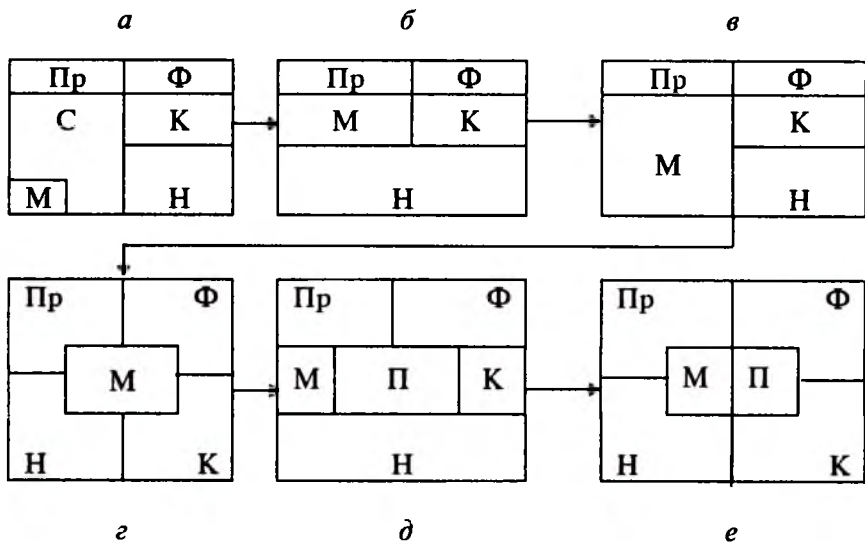 а б в
Пр Ф Пр Ф Пр Ф
С К М К К
М Н Н М Н
Пр Ф Пр Ф Пр Ф
М М П К М П
Н К Н Н К
г д е